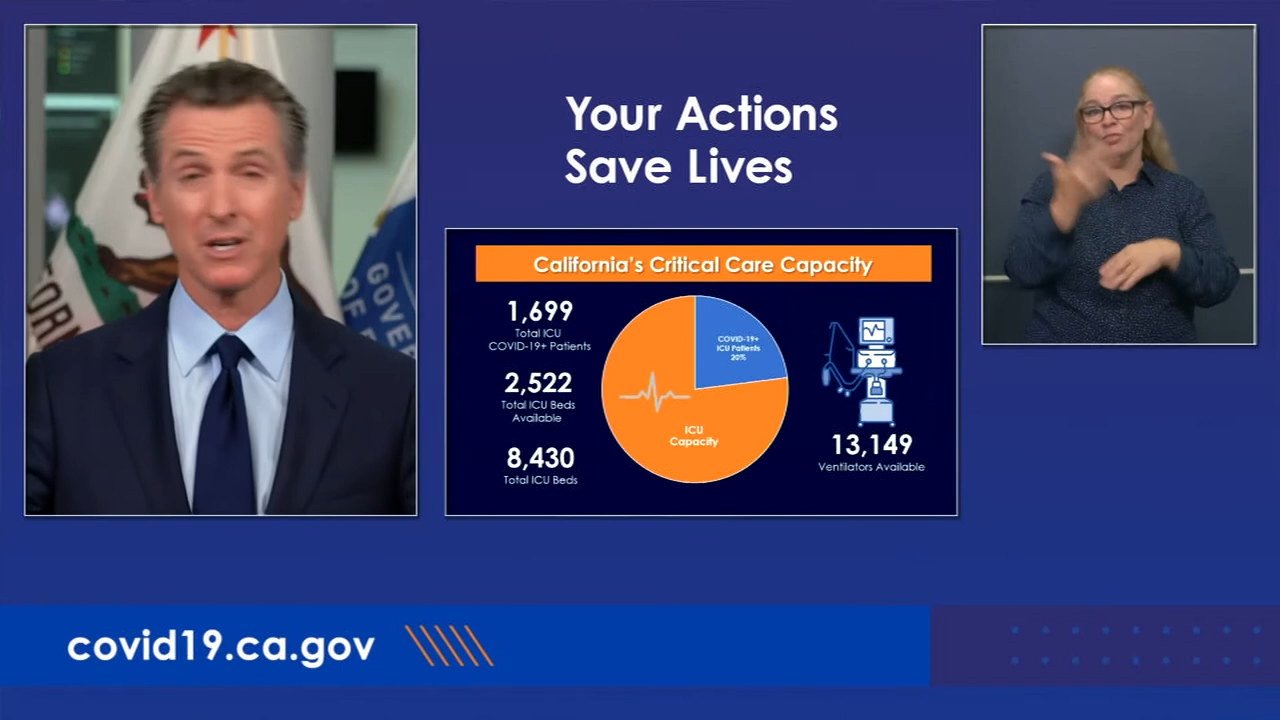 Your Actions
Save Lives
California's Critical Care Capacity
1,699
Total ICU
COVID-19+ Patients
2,522
Total ICU Beds
Available
8,430
Total ICU Beds
COVID-19+
ICU Patients
20%
ICU
Capacity
13,149
Ventilators Available
covid19.ca.gov
GOVER